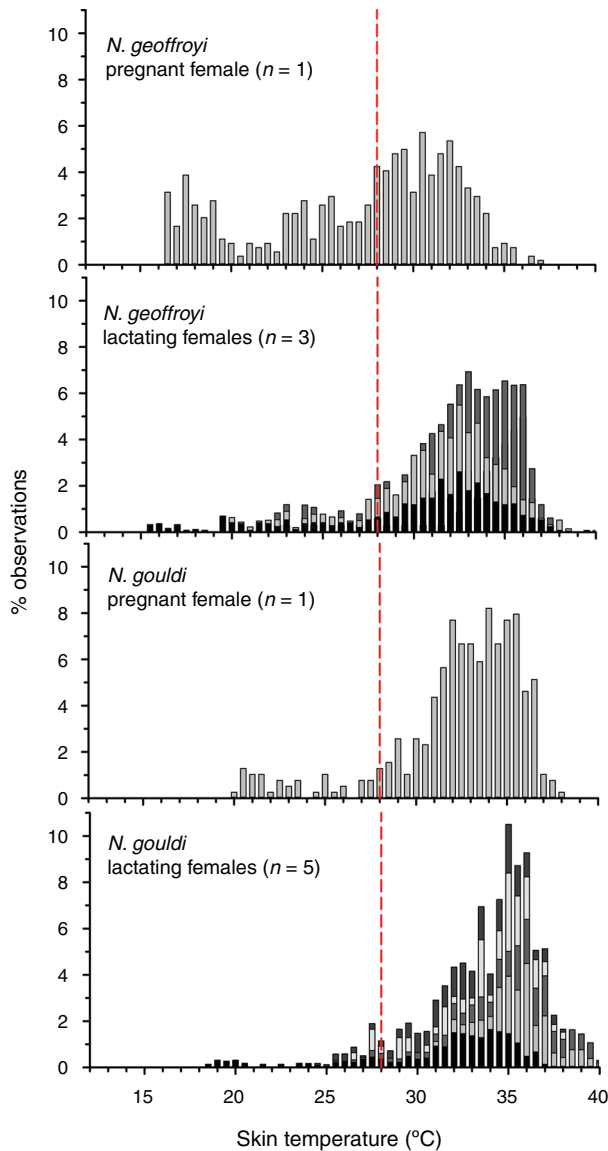 10
8
6
4
2
0
N. geoffroyi
pregnant female (n = 1)
10
8
6
4
2
0
N. geoffroyi
lactating females (n = 3)
% observations
10
8
6
4
2
0
N. gouldi
pregnant female (n = 1)
10
8
6
4
2
0
N. gouldi
lactating females (n = 5)
15 20 25 30 35 40
Skin temperature (ºC)